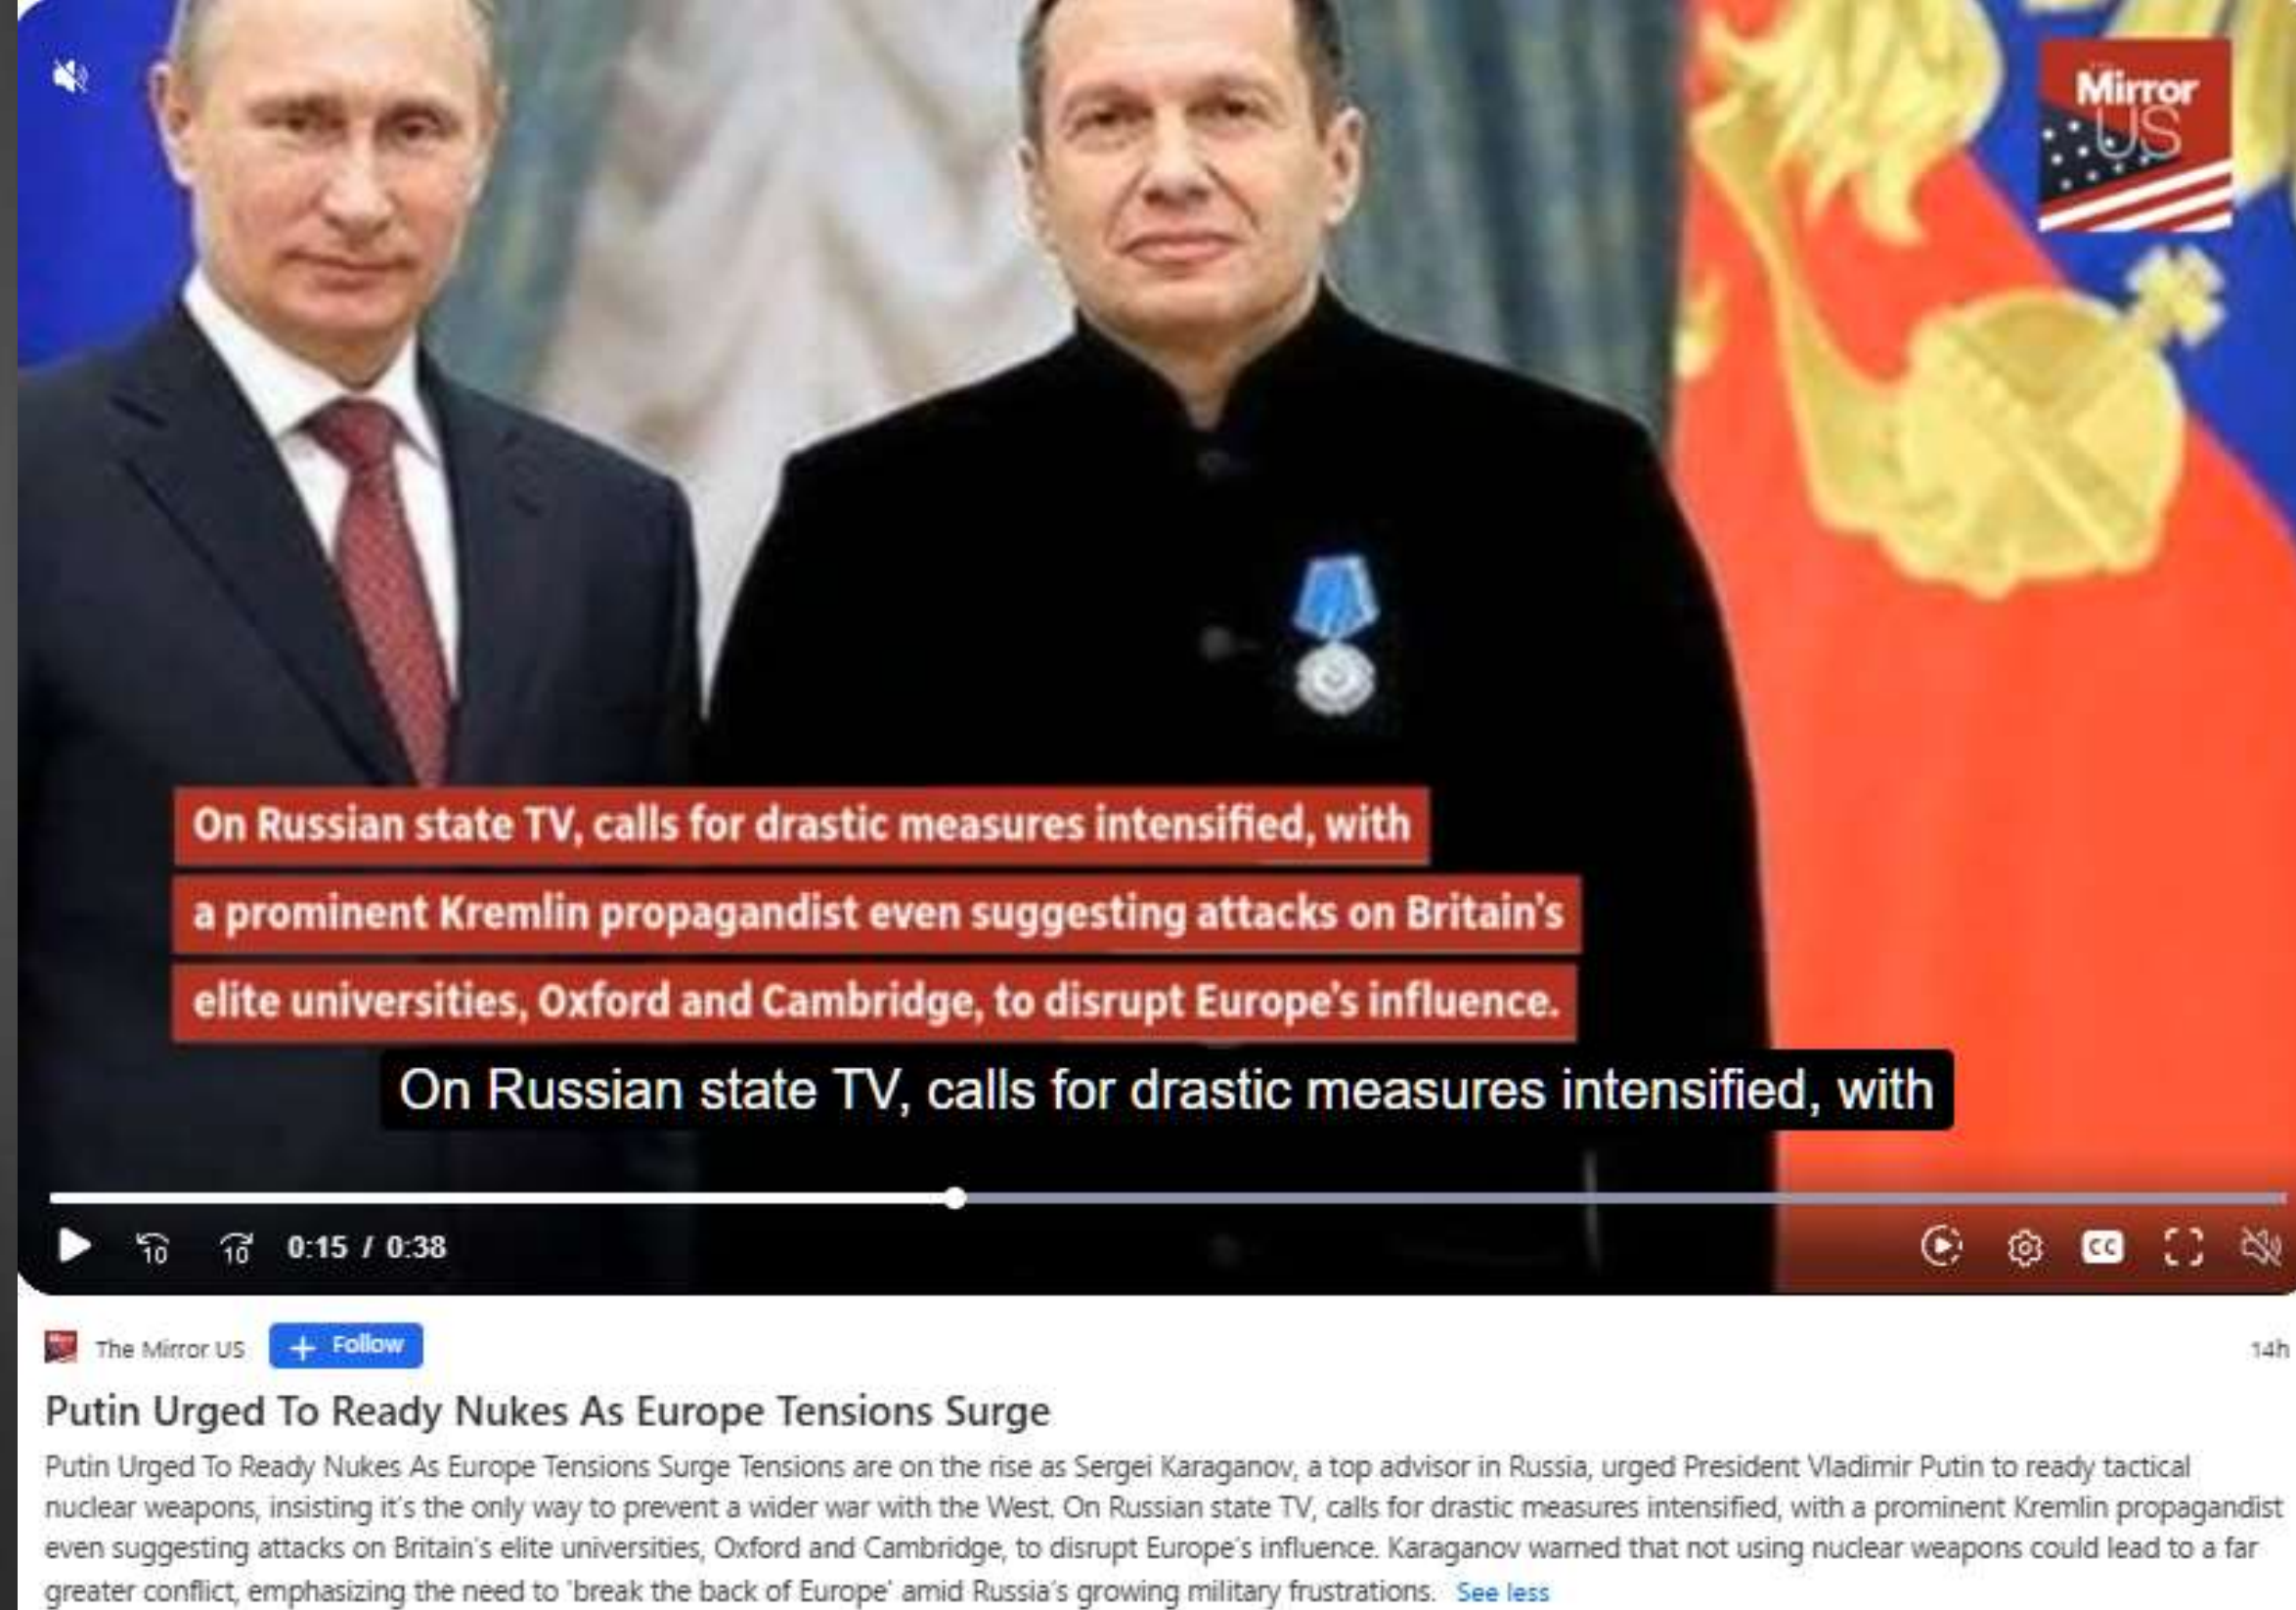 Mirror
US
On Russian state TV, calls for drastic measures intensified, with
a prominent Kremlin propagandist even suggesting attacks on Britain's
elite universities, Oxford and Cambridge, to disrupt Europe's influence.
On Russian state TV, calls for drastic measures intensified, with
10 10 0:15 / 0:38 CC
The Mirror US + Follow 14h
Putin Urged To Ready Nukes As Europe Tensions Surge
Putin Urged To Ready Nukes As Europe Tensions Surge Tensions are on the rise as Sergei Karaganov, a top advisor in Russia, urged President Vladimir Putin to ready tactical
nuclear weapons, insisting it's the only way to prevent a wider war with the West. On Russian state TV, calls for drastic measures intensified, with a prominent Kremlin propagandist
even suggesting attacks on Britain's elite universities, Oxford and Cambridge, to disrupt Europe's influence. Karaganov warned that not using nuclear weapons could lead to a far
greater conflict, emphasizing the need to 'break the back of Europe' amid Russia's growing military frustrations. See less